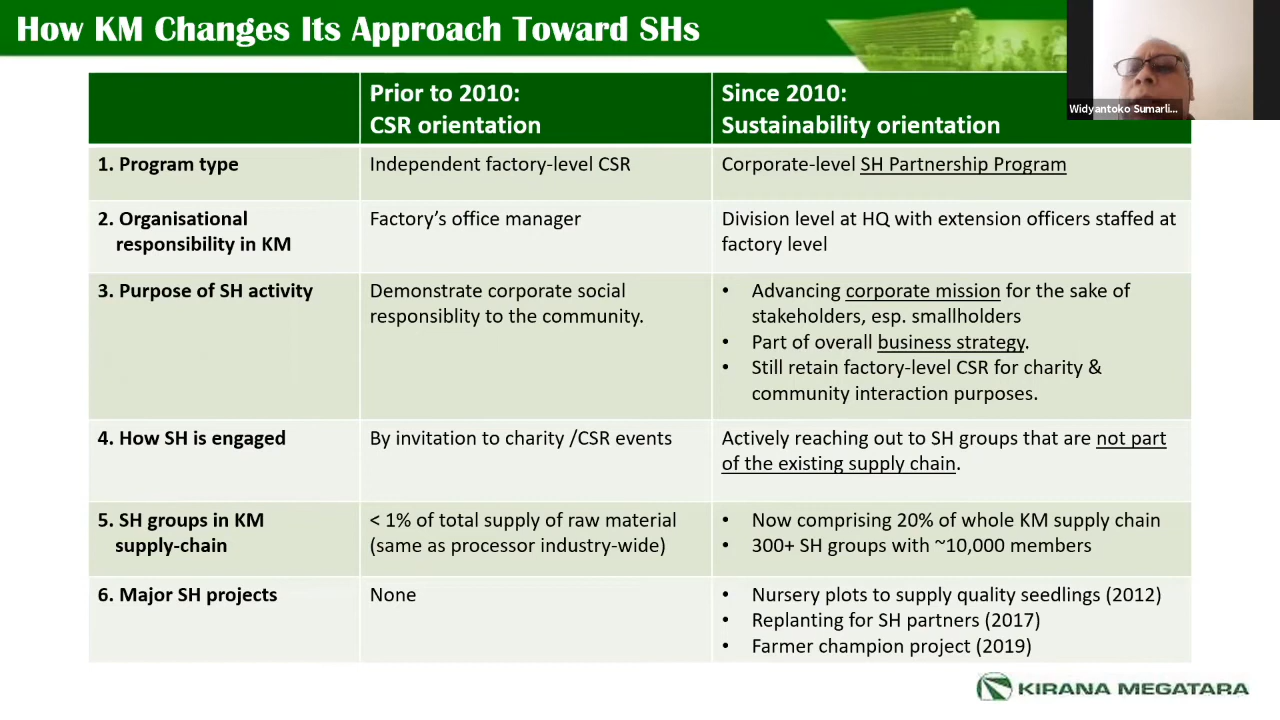 How KM Changes Its Approach Toward SHs
Widyantoko Sumarli...
Prior to 2010:
CSR orientation
Since 2010:
Sustainability orientation
1. Program type
Independent factory-level CSR
Corporate-level SH Partnership Program
2. Organisational
responsibility in KM
Factory's office manager
Division level at HQ with extension officers staffed at
factory level
3. Purpose of SH activity
Demonstrate corporate social
responsiblity to the community.
• Advancing corporate mission for the sake of
stakeholders, esp. smallholders
• Part of overall business strategy.
• Still retain factory-level CSR for charity &
community interaction purposes.
4. How SH is engaged
By invitation to charity /CSR events
Actively reaching out to SH groups that are not part
of the existing supply chain.
5. SH groups in KM
supply-chain
< 1% of total supply of raw material
(same as processor industry-wide)
• Now comprising 20% of whole KM supply chain
• 300+ SH groups with ~10,000 members
6. Major SH projects
None
• Nursery plots to supply quality seedlings (2012)
• Replanting for SH partners (2017)
• Farmer champion project (2019)
KIRANA MEGATARA